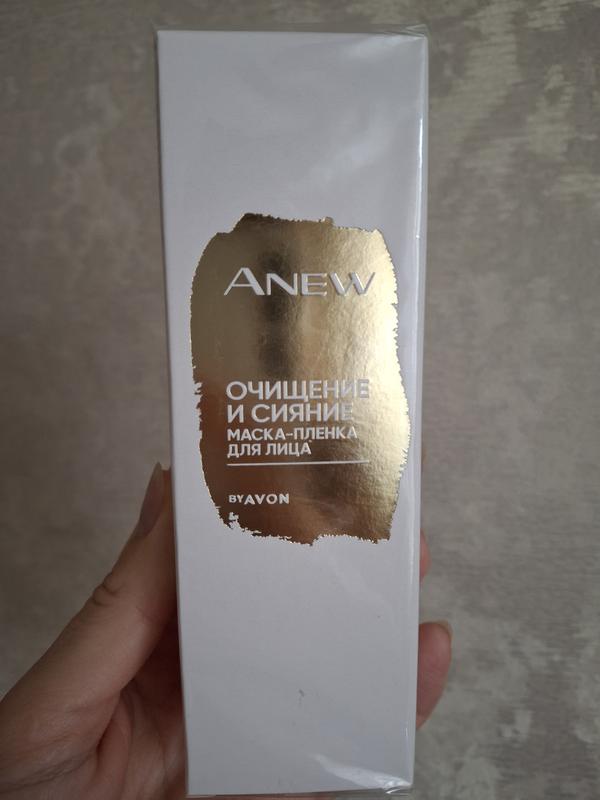 ANEW
ОЧИЩЕНИЕ
И СИЯНИЕ
МАСКА-ПЛЕНКА
ДЛЯ ЛИЦА
BY AVON